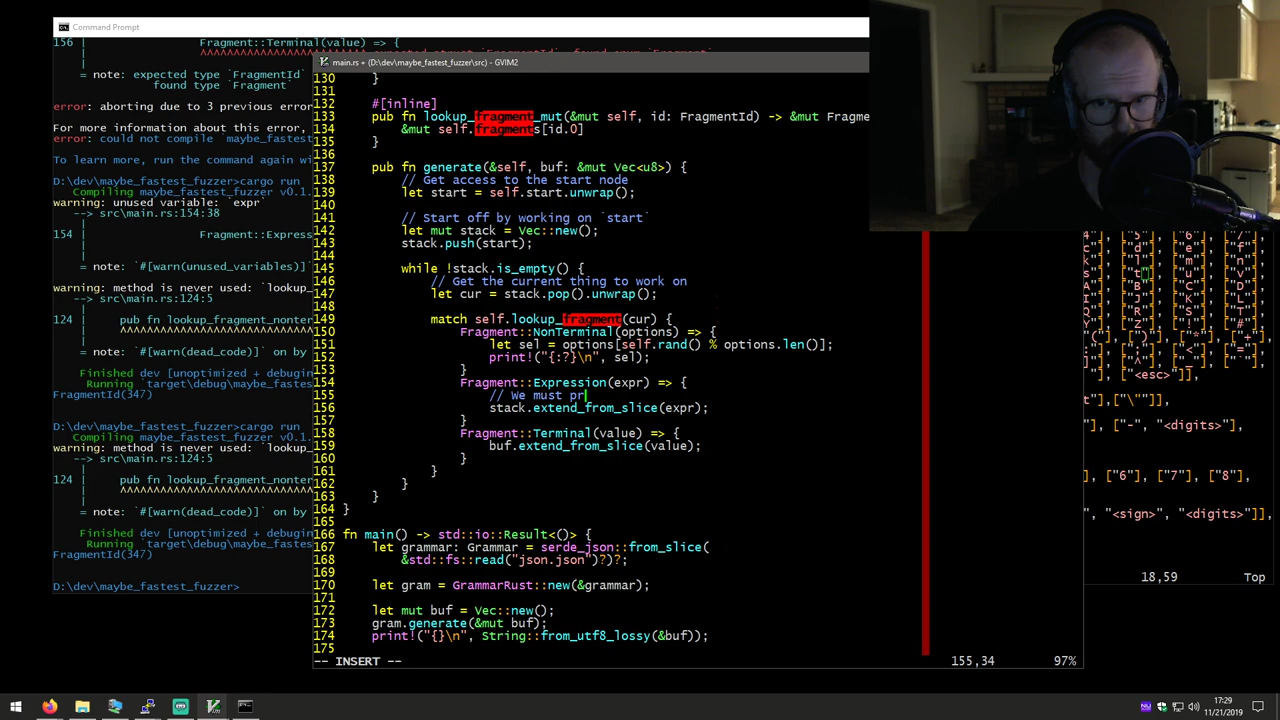 Command Prompt
156 |                Fragment::Terminal(value) => {
= note: expected type `FragmentId`
found type `Fragment`
error: aborting due to 3 previous error
For more information about this error,
error: could not compile `maybe_fastest
To learn more, run the command again wi
D:\dev\maybe_fastest_fuzzer>cargo run
Compiling maybe_fastest_fuzzer v0.1.
warning: unused variable: `expr`
--> src\main.rs:154:38
|
154 |                Fragment::Express
|
= note: `#[warn(unused_variables)]`
warning: method is never used: `lookup_
--> src\main.rs:124:5
|
124 |     pub fn lookup_fragment_nonter
|     ^^^^^^^^^^^^^^^^^^^^^^^^^^
|
= note: `#[warn(dead_code)]` on by
Finished dev [unoptimized + debugin
Running `target\debug\maybe_fastest
FragmentId(347)
D:\dev\maybe_fastest_fuzzer>cargo run
Compiling maybe_fastest_fuzzer v0.1.
warning: method is never used: `lookup_
--> src\main.rs:124:5
|
124 |     pub fn lookup_fragment_nonter
|     ^^^^^^^^^^^^^^^^^^^^^^^^^^
|
= note: `#[warn(dead_code)]` on by
Finished dev [unoptimized + debugin
Running `target\debug\maybe_fastest
FragmentId(347)
D:\dev\maybe_fastest_fuzzer>
main.rs + (D:\dev\maybe_fastest_fuzzer\src) - GVIM2
130     }
131
132     #[inline]
133     pub fn lookup_fragment_mut(&mut self, id: FragmentId) -> &mut Fragme
134         &mut self.fragments[id.0]
135     }
136
137     pub fn generate(&self, buf: &mut Vec<u8>) {
138         // Get access to the start node
139         let start = self.start.unwrap();
140
141         // Start off by working on `start`
142         let mut stack = Vec::new();
143         stack.push(start);
144
145         while !stack.is_empty() {
146             // Get the current thing to work on
147             let cur = stack.pop().unwrap();
148
149             match self.lookup_fragment(cur) {
150                 Fragment::NonTerminal(options) => {
151                     let sel = options[self.rand() % options.len()];
152                     print!("{:?}\n", sel);
153                 }
154                 Fragment::Expression(expr) => {
155                     // We must pr
156                     stack.extend_from_slice(expr);
157                 }
158                 Fragment::Terminal(value) => {
159                     buf.extend_from_slice(value);
160                 }
161             }
162         }
163     }
164 }
165
166 fn main() -> std::io::Result<()> {
167     let grammar: Grammar = serde_json::from_slice(
168         &std::fs::read("json.json")?)?;
169
170     let gram = GrammarRust::new(&grammar);
171
172     let mut buf = Vec::new();
173     gram.generate(&mut buf);
174     print!("{}\n", String::from_utf8_lossy(&buf));
175
-- INSERT --
155,34
97%
4"], ["5"], ["6"], ["7"
c"], ["d"], ["e"], ["f"
k"], ["l"], ["m"], ["n"
s"], ["t"], ["u"], ["v"
A"], ["B"], ["C"], ["D"
I"], ["J"], ["K"], ["L"
Q"], ["R"], ["S"], ["T"
Y"], ["Z"], ["!"], ["#"
["("], [")"], ["*"], ["+"
:"], [";"], ["<"], ["="
["<esc>"]],
t"],["\""]],
"], ["-", "<digits>"],
"], ["6"], ["7"], ["8"],
", "<sign>", "<digits>"]],
18,59
Top
17:29
11/21/2019